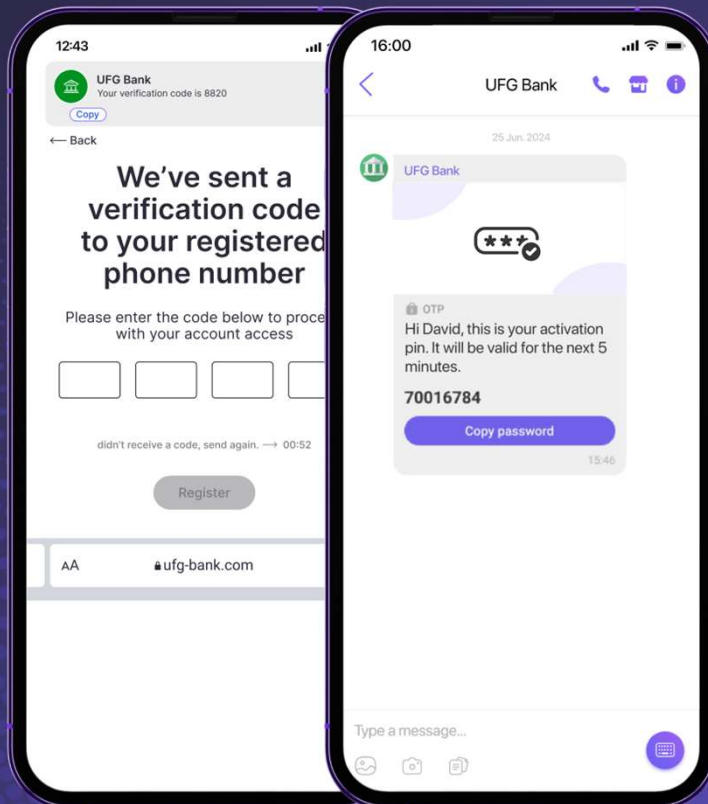 12:43
UFG Bank
Your verification code is 8820
Copy
← Back
We've sent a
verification code
to your registered
phone number
Please enter the code below to proce
with your account access
didn't receive a code, send again. → 00:52
Register
AA
ufg-bank.com
16:00
UFG Bank
25 Jun. 2024
UFG Bank
***
OTP
Hi David, this is your activation
pin. It will be valid for the next 5
minutes.
70016784
Copy password
15:46
Type a message...